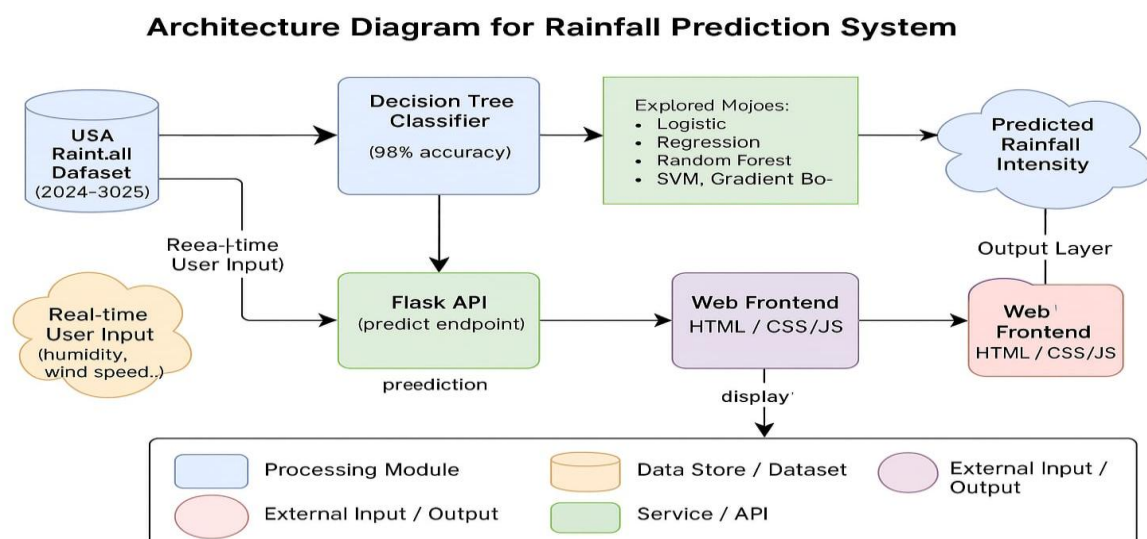 Architecture Diagram for Rainfall Prediction System
USA
Raint.all
Dafaset
(2024-3025)
Decision Tree
Classifier
(98% accuracy)
Explored Mojoes:
• Logistic
• Regression
• Random Forest
• SVM, Gradient Bo-
Predicted
Rainfall
Intensity
Reea-|-time
User Input)
Output Layer
Real-time
User Input
(humidity,
wind speed..)
Flask API
(predict endpoint)
preediction
Web Frontend
HTML / CSS/JS
display'
Web'
Frontend
HTML / CSS/JS
Processing Module
Data Store / Dataset
External Input /
Output
External Input / Output
Service / API